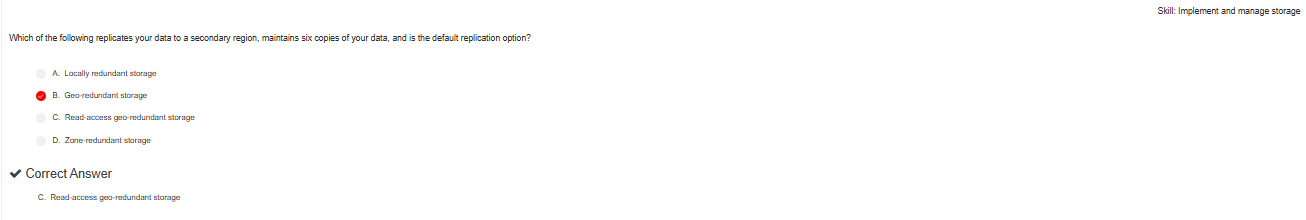 Skill: Implement and manage storage
Which of the following replicates your data to a secondary region, maintains six copies of your data, and is the default replication option?
A. Locally redundant storage
B. Geo-redundant storage
C. Read-access geo-redundant storage
D. Zone-redundant storage
Correct Answer
C. Read-access geo-redundant storage